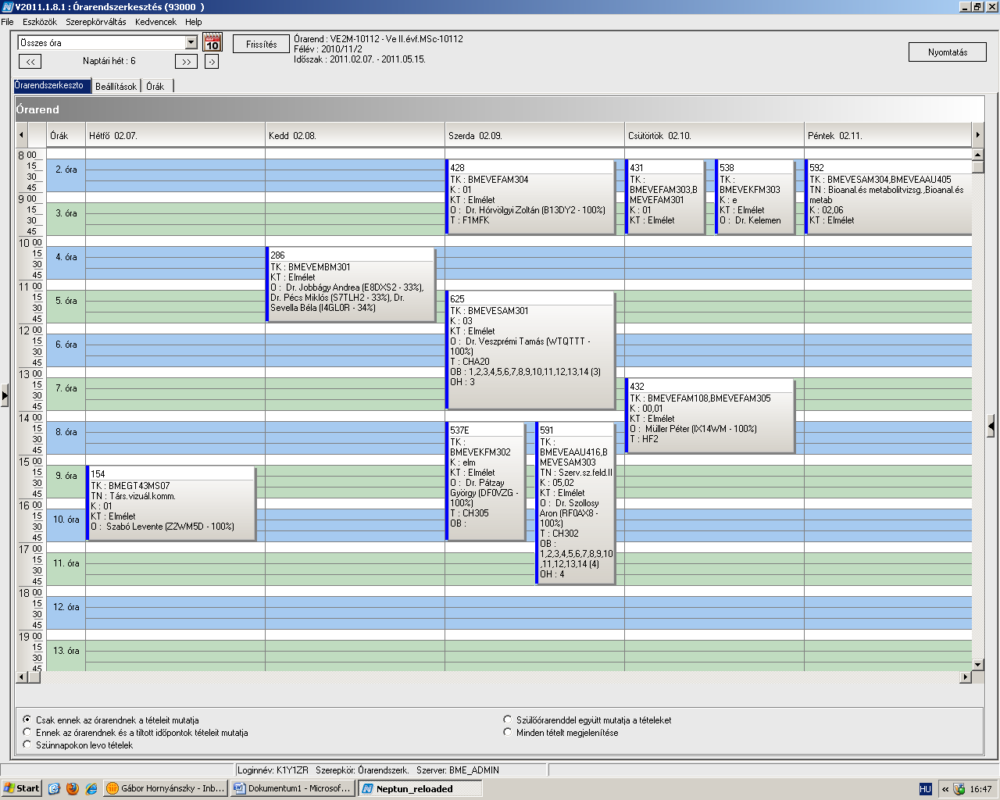 V2011.1.8.1 : Órarendszerkesztés (93000 )
File Eszközök Szerepkörváltás Kedvencek Help
Összes óra
10
Frissítés
Órarend : VE2M-10112 - Ve II.évf.MSc-10112
Félév : 2010/11/2
Időszak : 2011.02.07. - 2011.05.15.
Nyomtatás
<< Naptári hét : 6 >> ->
Órarendszerkeszto Beállítások Órák
Órarend
Órák Hétfő 02.07. Kedd 02.08. Szerda 02.09. Csütörtök 02.10. Péntek 02.11.
8 00
15
30
45
9 00
15
30
45
10 00
15
30
45
11 00
15
30
45
12 00
15
30
45
13 00
15
30
45
14 00
15
30
45
15 00
15
30
45
16 00
15
30
45
17 00
15
30
45
18 00
15
30
45
19 00
15
30
45
2. óra
3. óra
4. óra
5. óra
6. óra
7. óra
8. óra
9. óra
10. óra
11. óra
12. óra
13. óra
154
TK : BMEGT43MS07
TN : Társ.vizuál.komm.
K : 01
KT : Elmélet
O : Szabó Levente (Z2WM5D - 100%)
286
TK : BMEVEMBM301
KT : Elmélet
O : Dr. Jobbágy Andrea (E8DXS2 - 33%),
Dr. Pécs Miklós (S7TLH2 - 33%), Dr.
Sevella Béla (I4GL0R - 34%)
428
TK : BMEVEFAM304
K : 01
KT : Elmélet
O : Dr. Hórvölgyi Zoltán (B13DY2 - 100%)
T : F1MFK
625
TK : BMEVESAM301
K : 03
KT : Elmélet
O : Dr. Veszprémi Tamás (WTQTTT -
100%)
T : CHA20
OB : 1,2,3,4,5,6,7,8,9,10,11,12,13,14 (3)
OH : 3
537E
TK :
BMEVEKFM302
K : elm
KT : Elmélet
O : Dr. Pátzay
György (DF0VZG -
100%)
T : CH305
OB :
591
TK :
BMEVEAAU416,B
MEVESAM303
TN : Szerv.sz.feld.II
K : 05,02
KT : Elmélet
O : Dr. Szollosy
Áron (RF0AX8 -
100%)
T : CH302
OB :
1,2,3,4,5,6,7,8,9,10
,11,12,13,14 (4)
OH : 4
431
TK :
BMEVEFAM303,B
MEVEFAM301
K : 01
KT : Elmélet
538
TK :
BMEVEKFM303
K : e
KT : Elmélet
O : Dr. Kelemen
432
TK : BMEVEFAM108,BMEVEFAM305
K : 00,01
KT : Elmélet
O : Müller Péter (IX14WM - 100%)
T : HF2
592
TK : BMEVESAM304,BMEVEAAU405
TN : Bioanal.és metabolitvizsg.,Bioanal.és
metab
K : 02,06
KT : Elmélet
Csak ennek az órarendnek a tételeit mutatja
Ennek az órarendnek és a tiltott időpontok tételeit mutatja
Szünnapokon levo tételek
Szülőórarenddel együtt mutatja a tételeket
Minden tételt megjelenítése
Loginnév: K1Y1ZR Szerepkör: Órarendszerk. Szerver: BME_ADMIN
Start Gábor Hornyánszky - Inb... Dokumentum1 - Microsof... Neptun_reloaded HU « 16:47